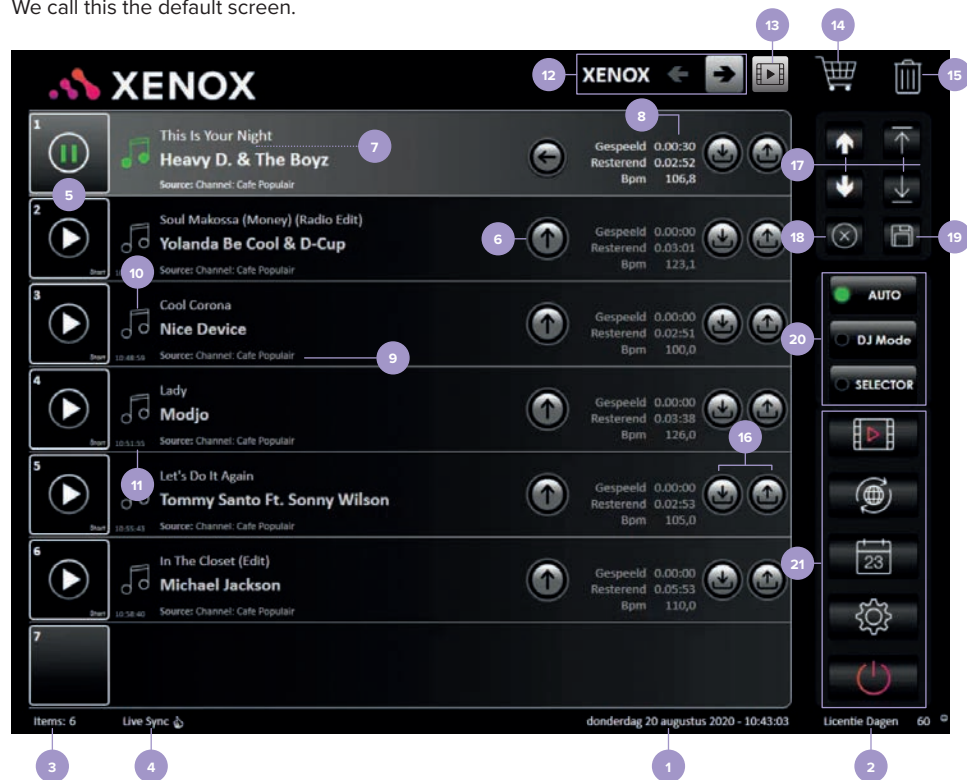 We call this the default screen.
13
14
XENOX
12
XENOX
15
1
This Is Your Night
7
Heavy D. & The Boyz
Source: Channel: Cafe Populair
8
Gespeeld 0.00:30
Resterend 0.02:52
Bpm 106,8
17
5
2
Soul Makossa (Money) (Radio Edit)
Yolanda Be Cool & D-Cup
Source: Channel: Cafe Populair
Start
6
Gespeeld 0.00:00
Resterend 0.03:01
Bpm 123,1
18
19
10
3
Cool Corona
Nice Device
Start
10:48:59
Source: Channel: Cafe Populair
9
Gespeeld 0.00:00
Resterend 0.02:51
Bpm 100,0
AUTO
20
DJ Mode
SELECTOR
4
Lady
Modjo
Start
10:51:55
Source: Channel: Cafe Populair
Gespeeld 0.00:00
Resterend 0.03:38
Bpm 126,0
16
11
5
Let's Do It Again
Tommy Santo Ft. Sonny Wilson
Start
10:55:43
Source: Channel: Cafe Populair
Gespeeld 0.00:00
Resterend 0.02:53
Bpm 105,0
6
In The Closet (Edit)
Michael Jackson
Start
10:58:40
Source: Channel: Cafe Populair
Gespeeld 0.00:00
Resterend 0.05:53
Bpm 110,0
21
23
7
Items: 6
Live Sync
donderdag 20 augustus 2020 - 10:43:03
Licentie Dagen 60
3
4
1
2